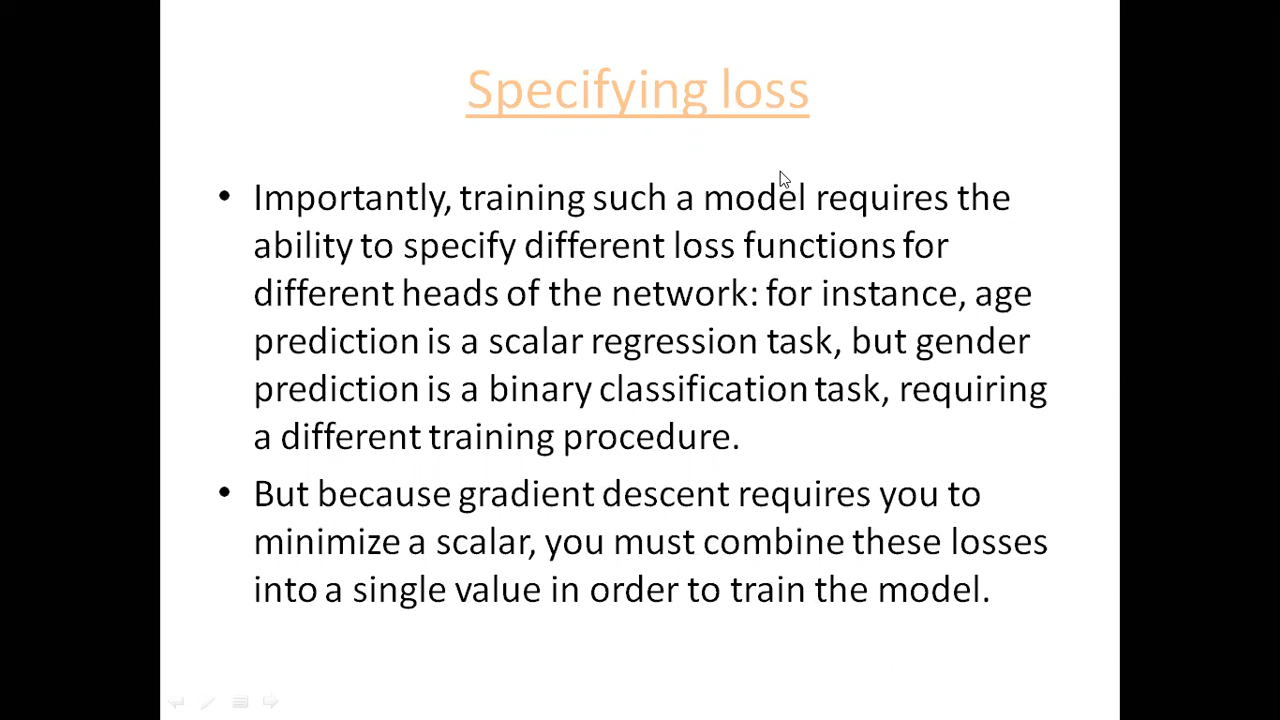 Specifying loss
• Importantly, training such a model requires the
ability to specify different loss functions for
different heads of the network: for instance, age
prediction is a scalar regression task, but gender
prediction is a binary classification task, requiring
a different training procedure.
• But because gradient descent requires you to
minimize a scalar, you must combine these losses
into a single value in order to train the model.